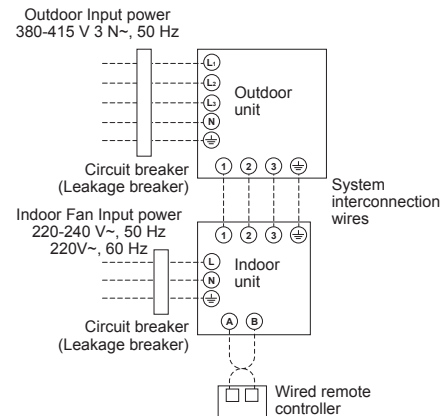 Outdoor Input power
380-415 V 3 N~, 50 Hz
L1
L2
L3
N
Outdoor
unit
1 2 3
Circuit breaker
(Leakage breaker)
System
interconnection
wires
Indoor Fan Input power
220-240 V~, 50 Hz
220V~, 60 Hz
1 2 3
L
N
Indoor
unit
Circuit breaker
(Leakage breaker)
A B
Wired remote
controller